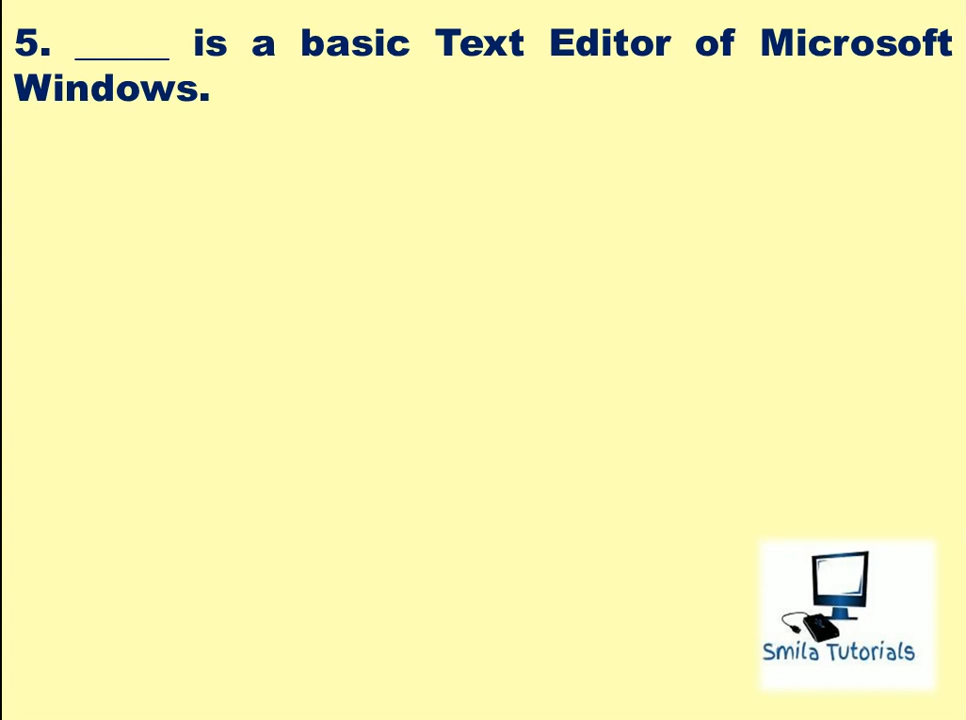 5. _____ is a basic Text Editor of Microsoft
Windows.
Smila Tutorials